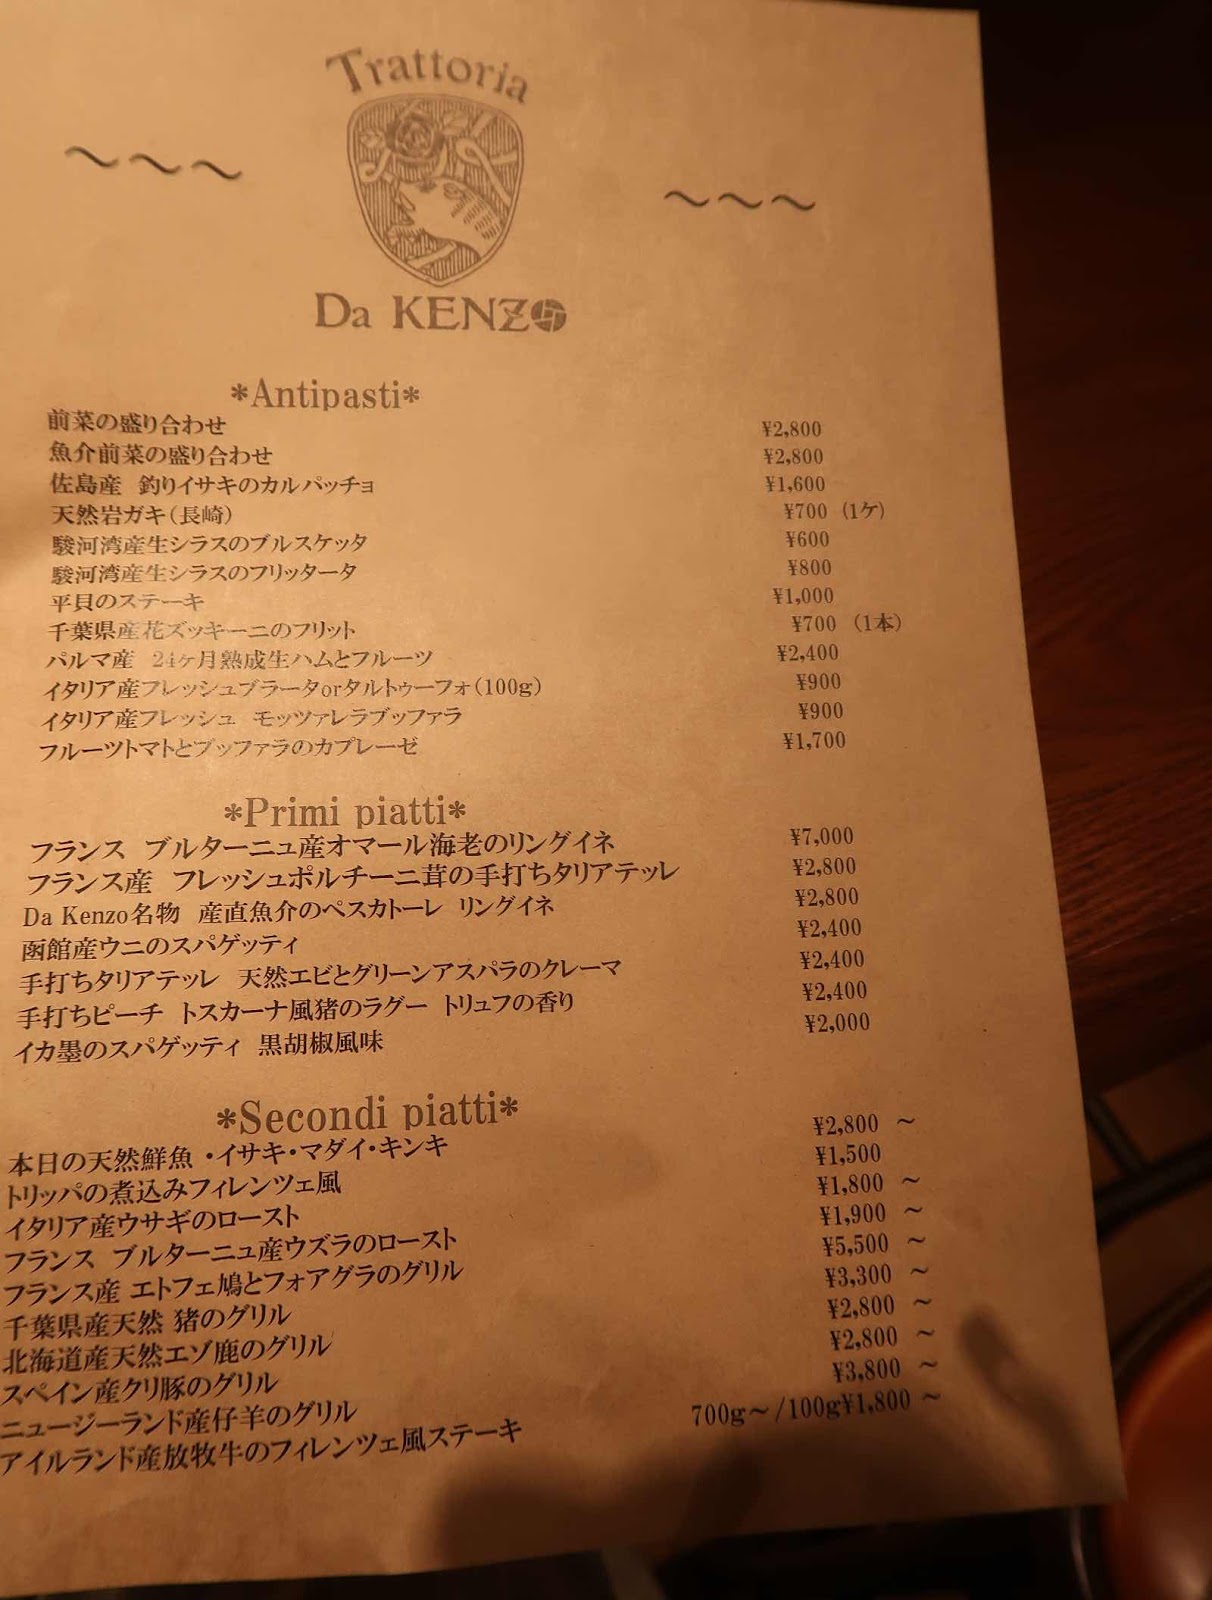 Trattoria
～～～
～～～
Da KENZO
*Antipasti*
前菜の盛り合わせ ¥2,800
魚介前菜の盛り合わせ ¥2,800
佐島産 釣りイサキのカルパッチョ ¥1,600
天然岩ガキ(長崎) ¥700 (1ケ)
駿河湾産生シラスのブルスケッタ ¥600
駿河湾産生シラスのフリッタータ ¥800
平貝のステーキ ¥1,000
千葉県産花ズッキーニのフリット ¥700 (1本)
パルマ産 24ヶ月熟成生ハムとフルーツ ¥2,400
イタリア産フレッシュブラータorタルトゥーフォ(100g) ¥900
イタリア産フレッシュ モッツァレラブッファラ ¥900
フルーツトマトとブッファラのカプレーゼ ¥1,700
*Primi piatti*
フランス ブルターニュ産オマール海老のリングイネ ¥7,000
フランス産 フレッシュポルチーニ茸の手打ちタリアテッレ ¥2,800
Da Kenzo名物 産直魚介のペスカトーレ リングイネ ¥2,800
函館産ウニのスパゲッティ ¥2,400
手打ちタリアテッレ 天然エビとグリーンアスパラのクレーマ ¥2,400
手打ちピーチ トスカーナ風猪のラグー トリュフの香り ¥2,400
イカ墨のスパゲッティ 黒胡椒風味 ¥2,000
*Secondi piatti*
本日の天然鮮魚 ・イサキ・マダイ・キンキ ¥2,800 ～
トリッパの煮込みフィレンツェ風 ¥1,500
イタリア産ウサギのロースト ¥1,800 ～
フランス ブルターニュ産ウズラのロースト ¥1,900 ～
フランス産 エトフェ鳩とフォアグラのグリル ¥5,500 ～
千葉県産天然 猪のグリル ¥3,300 ～
北海道産天然エゾ鹿のグリル ¥2,800 ～
スペイン産クリ豚のグリル ¥2,800 ～
ニュージーランド産仔羊のグリル ¥3,800 ～
アイルランド産放牧牛のフィレンツェ風ステーキ 700g～/100g¥1,800 ～